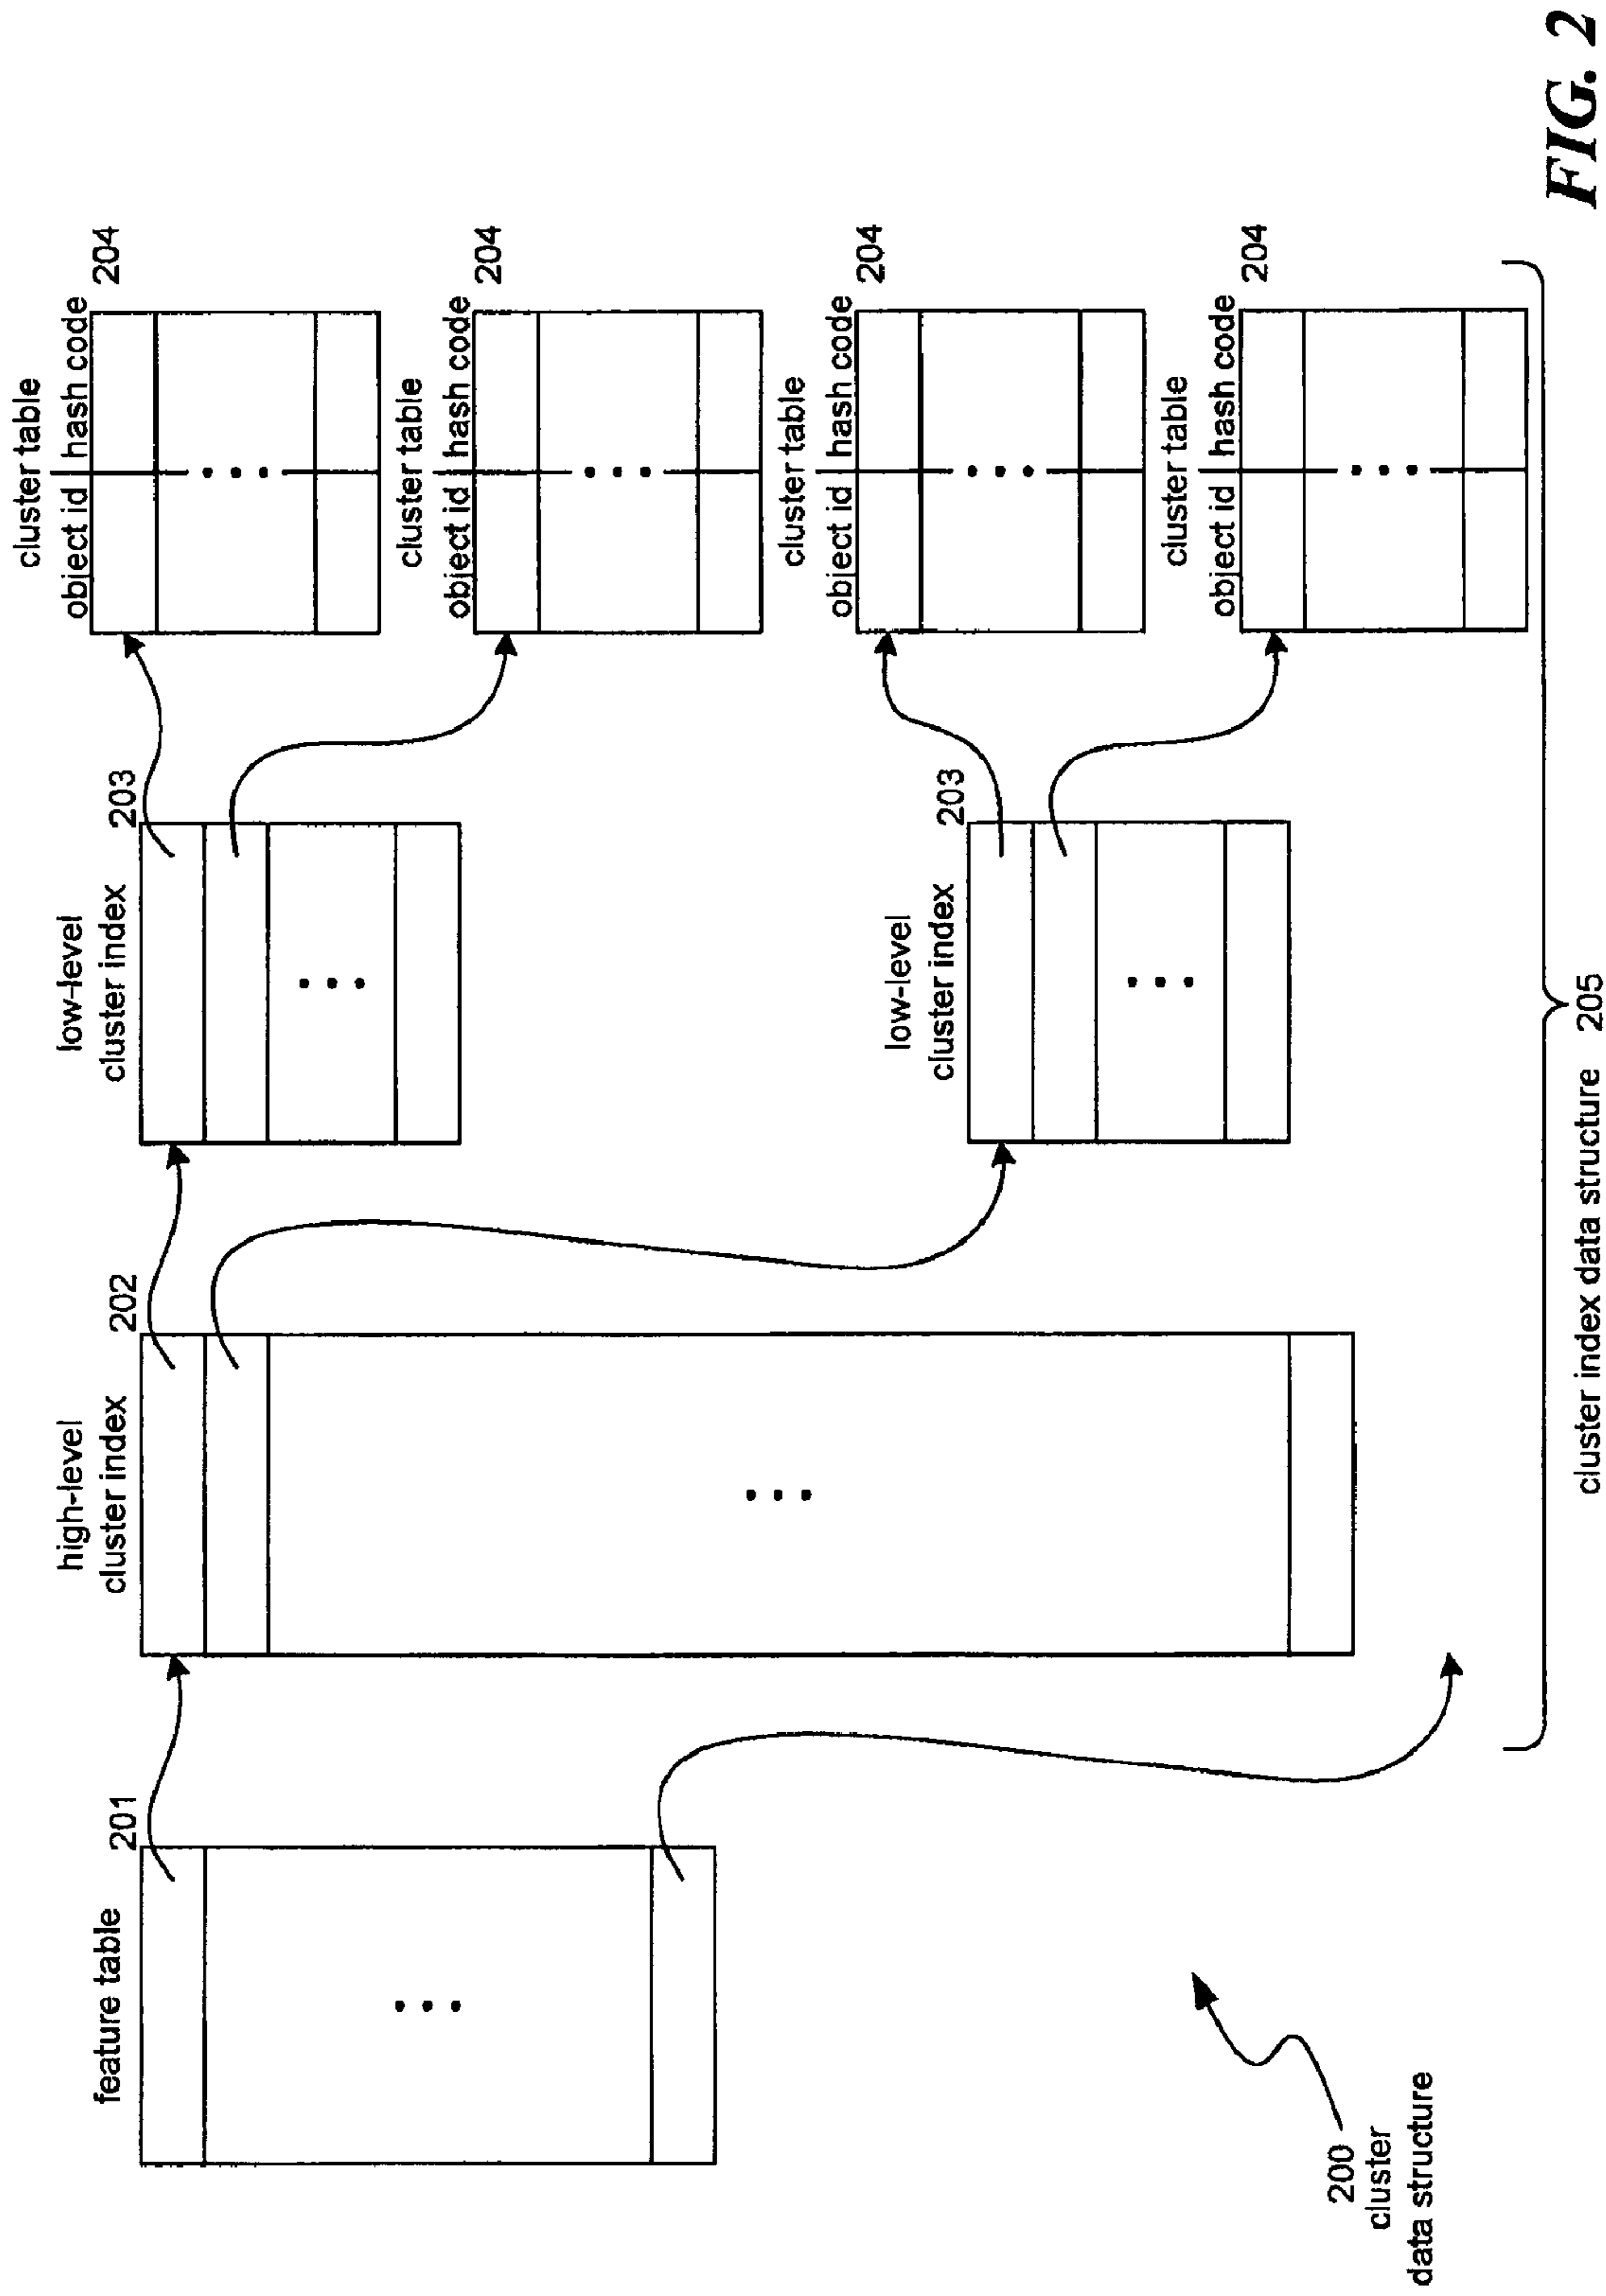 feature table
201
high-level
cluster index
202
low-level
cluster index
203
low-level
cluster index
203
cluster table
object id hash code
204
cluster table
object id hash code
204
cluster table
object id hash code
204
cluster table
object id hash code
204
200
cluster
data structure
cluster index data structure 205
FIG. 2